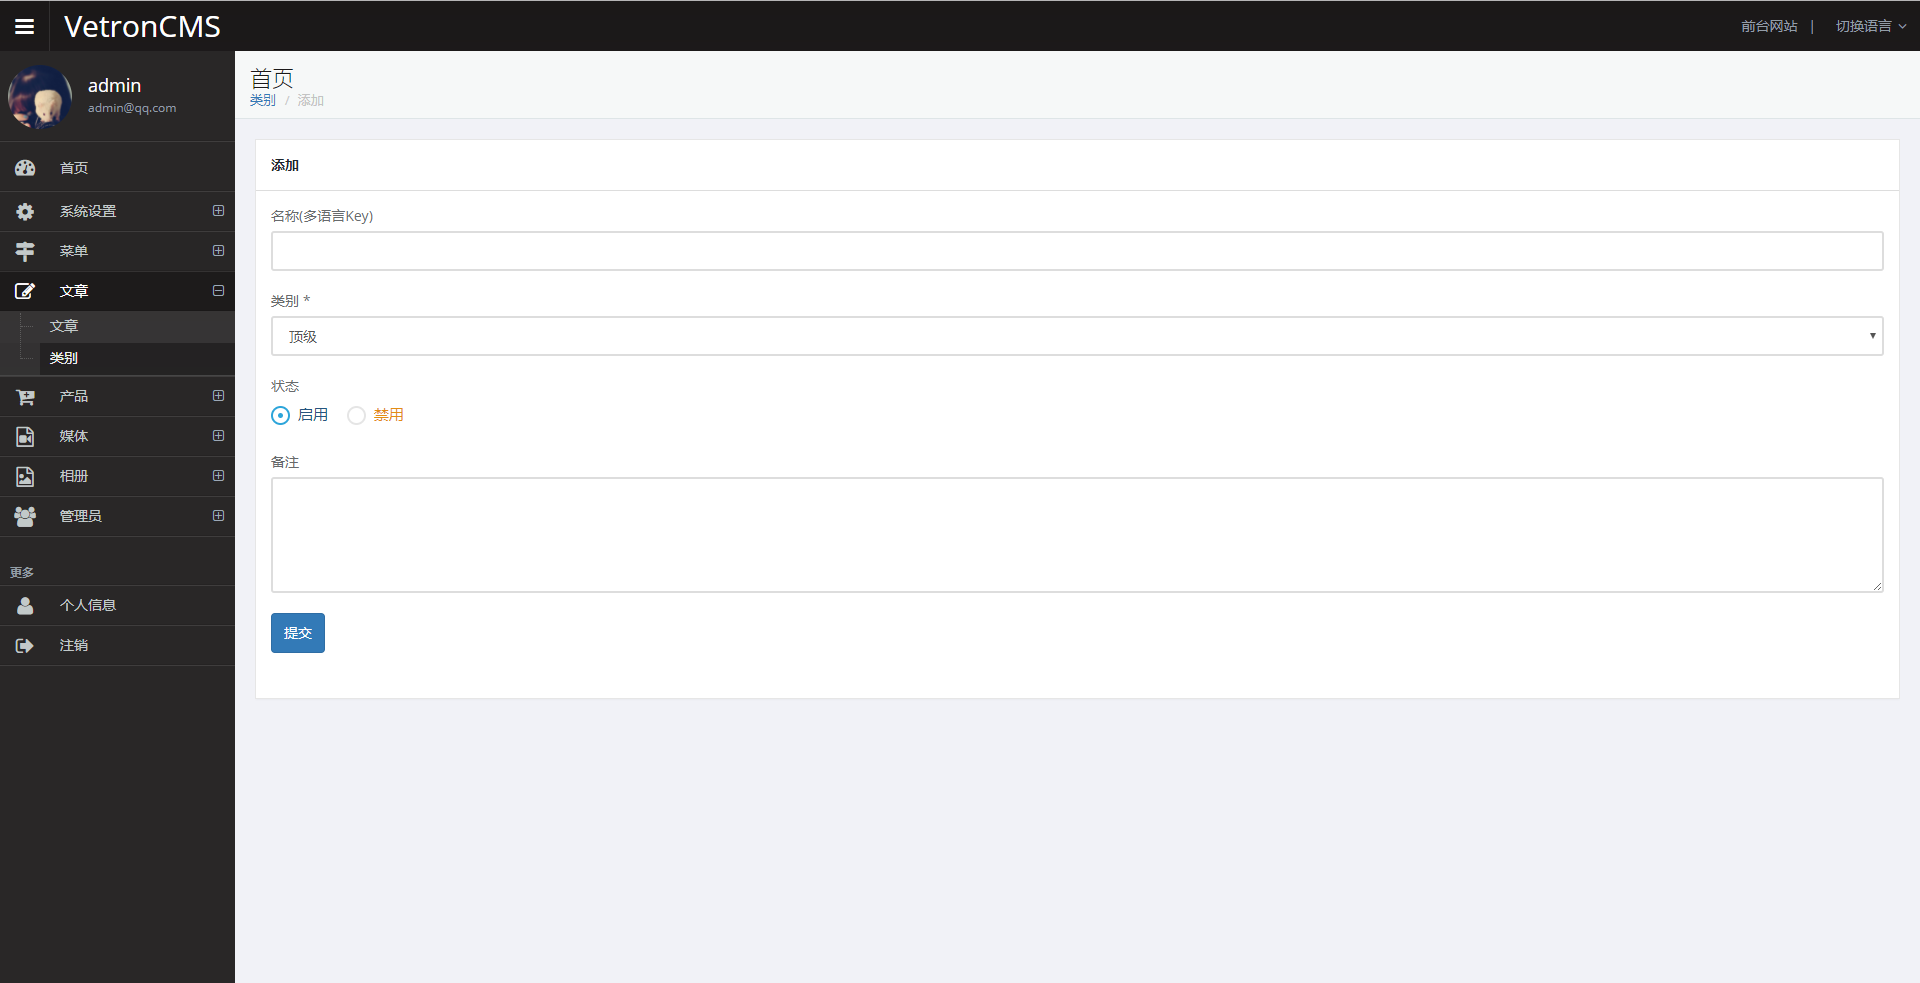 VetronCMS
前台网站 | 切换语言
admin
admin@qq.com
首页
系统设置
菜单
文章
文章
类别
产品
媒体
相册
管理员
更多
个人信息
注销
首页
类别 / 添加
添加
名称(多语言Key)
类别 *
顶级
状态
启用 禁用
备注
提交